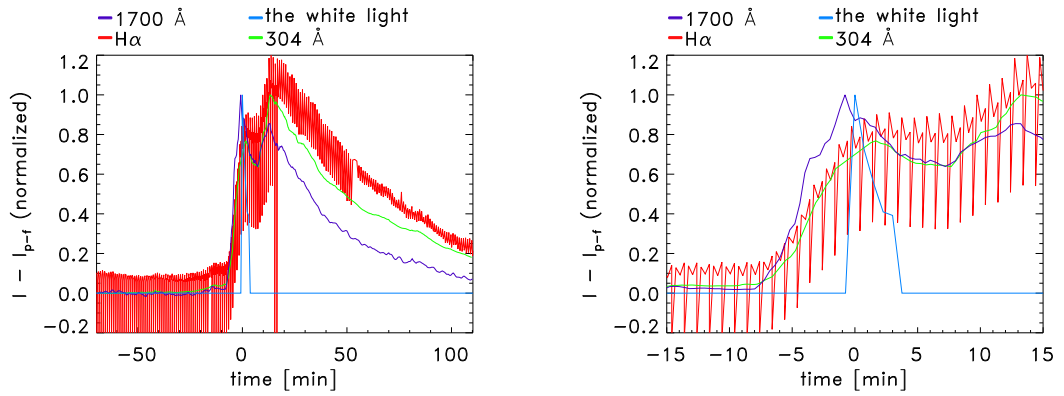 1700 Å the white light
Hα 304 Å
I − I_{p−f} (normalized)
1.2
1.0
0.8
0.6
0.4
0.2
0.0
−0.2
−50 0 50 100
time [min]
1700 Å the white light
Hα 304 Å
I − I_{p−f} (normalized)
1.2
1.0
0.8
0.6
0.4
0.2
0.0
−0.2
−15 −10 −5 0 5 10 15
time [min]